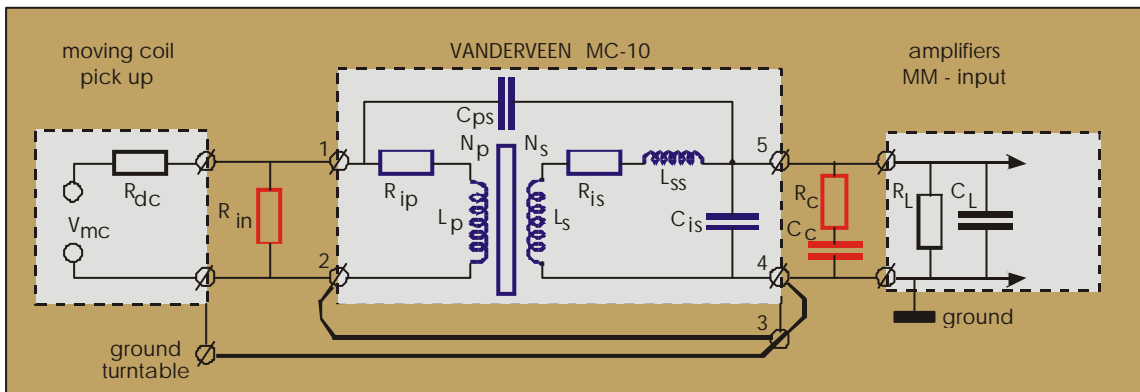 moving coil
pick up
VANDERVEEN MC-10
amplifiers
MM - input
Cps
1
Np
Ns
5
Rdc
Rip
Ris
Lss
Rc
RL
CL
Vmc
Rin
Lp
Ls
Cis
Cc
2
4
3
ground
ground
turntable